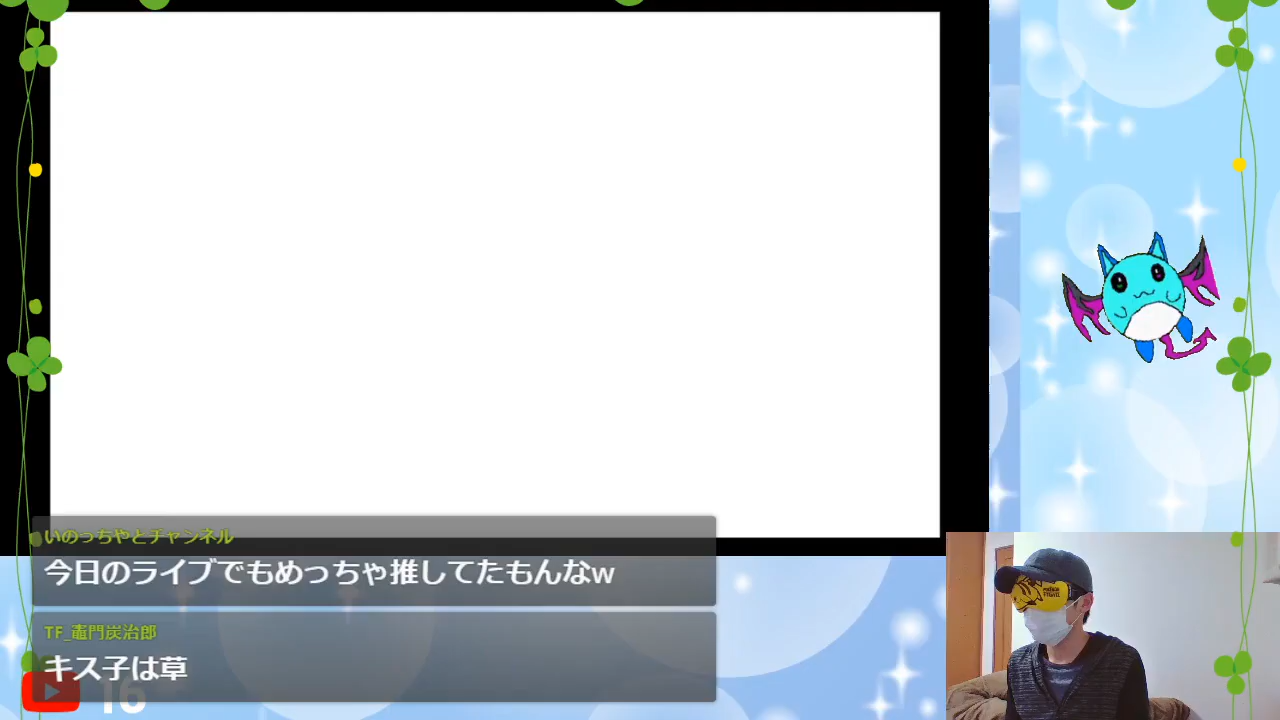 いのっちやとチャンネル
今日のライブでもめっちゃ推してたもんなw
TF_竈門炭治郎
キス子は草
16